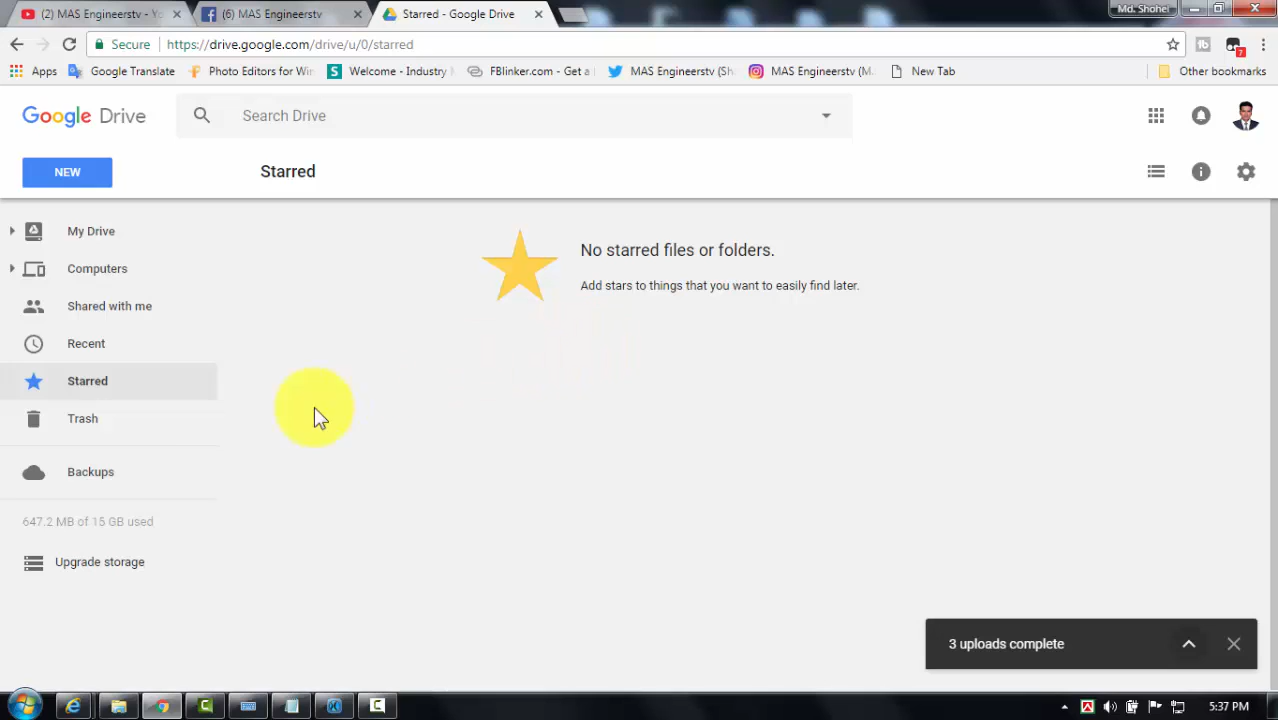 (2) MAS Engineerstv - Yo
(6) MAS Engineerstv
Starred - Google Drive
Md. Shohel
Secure
https://drive.google.com/drive/u/0/starred
7
Apps
Google Translate
Photo Editors for Win
Welcome - Industry
FBlinker.com - Get a
MAS Engineerstv (Sh
MAS Engineerstv (M.
New Tab
Other bookmarks
Google Drive
Search Drive
NEW
Starred
My Drive
No starred files or folders.
Computers
Add stars to things that you want to easily find later.
Shared with me
Recent
Starred
Trash
Backups
647.2 MB of 15 GB used
Upgrade storage
3 uploads complete
5:37 PM